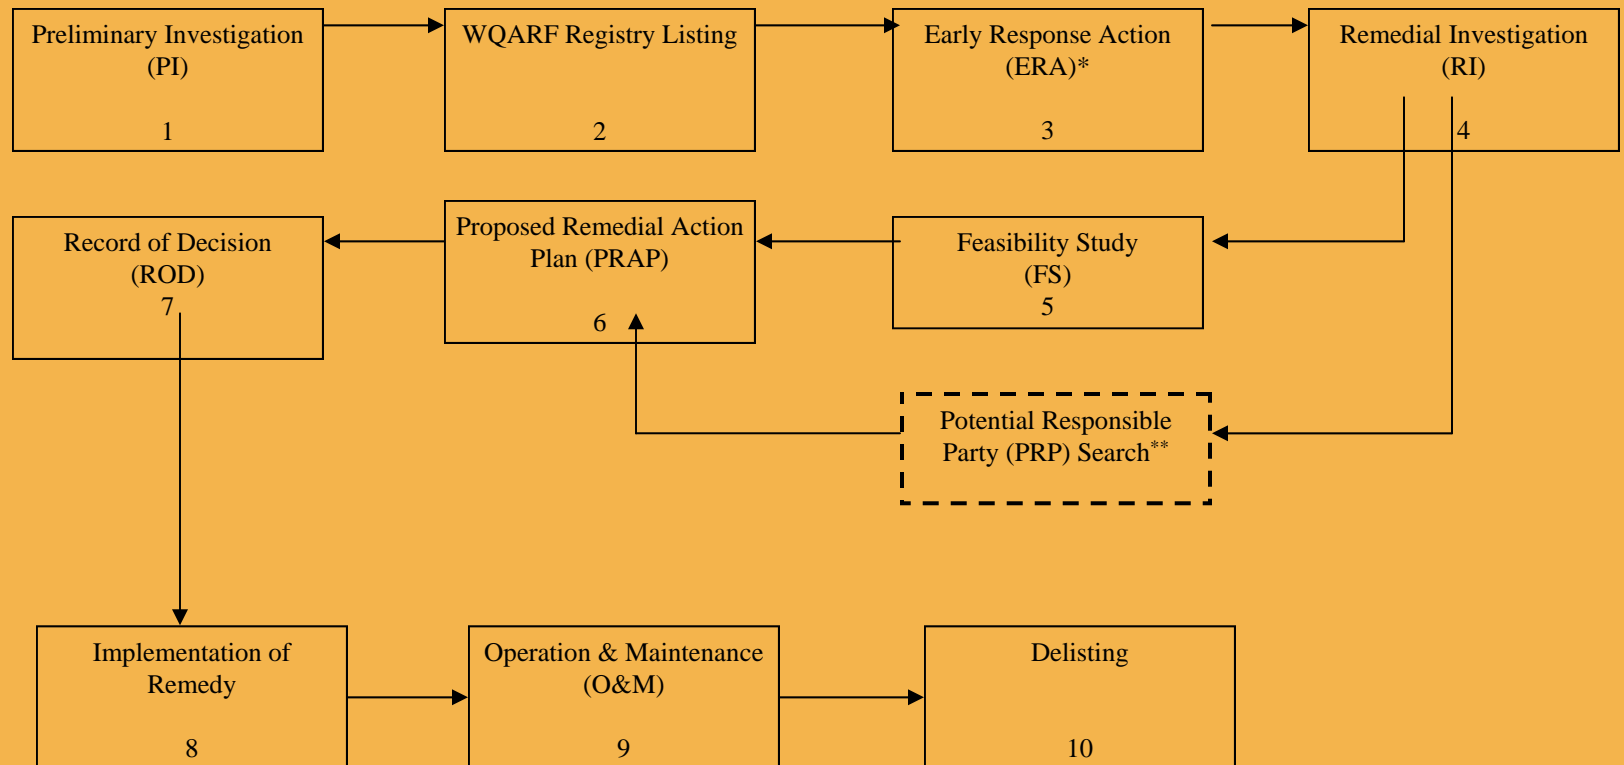 Preliminary Investigation
(PI)
1
WQARF Registry Listing
2
Early Response Action
(ERA)*
3
Remedial Investigation
(RI)
4
Feasibility Study
(FS)
5
Proposed Remedial Action
Plan (PRAP)
6
Record of Decision
(ROD)
7
Potential Responsible
Party (PRP) Search**
Implementation of
Remedy
8
Operation & Maintenance
(O&M)
9
Delisting
10